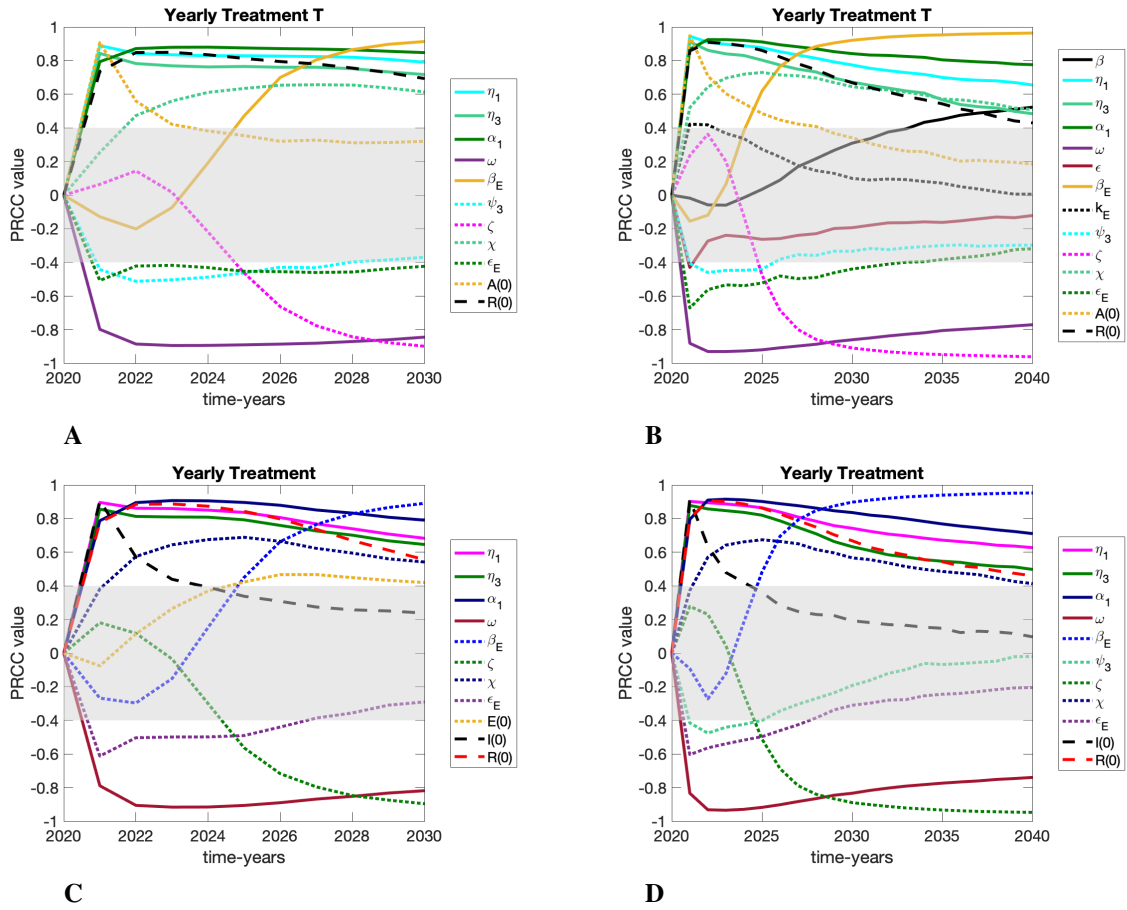 Yearly Treatment T
PRCC value
1
0.8
0.6
0.4
0.2
0
-0.2
-0.4
-0.6
-0.8
-1
2020
2022
2024
2026
2028
2030
time-years
η1
η3
α1
ω
βE
ψ3
ζ
χ
ϵE
A(0)
R(0)
A
Yearly Treatment T
PRCC value
1
0.8
0.6
0.4
0.2
0
-0.2
-0.4
-0.6
-0.8
-1
2020
2025
2030
2035
2040
time-years
β
η1
η3
α1
ω
ϵ
βE
kE
ψ3
ζ
χ
ϵE
A(0)
R(0)
B
Yearly Treatment
PRCC value
1
0.8
0.6
0.4
0.2
0
-0.2
-0.4
-0.6
-0.8
-1
2020
2022
2024
2026
2028
2030
time-years
η1
η3
α1
ω
βE
ζ
χ
ϵE
E(0)
I(0)
R(0)
C
Yearly Treatment
PRCC value
1
0.8
0.6
0.4
0.2
0
-0.2
-0.4
-0.6
-0.8
-1
2020
2025
2030
2035
2040
time-years
η1
η3
α1
ω
βE
ψ3
ζ
χ
ϵE
I(0)
R(0)
D